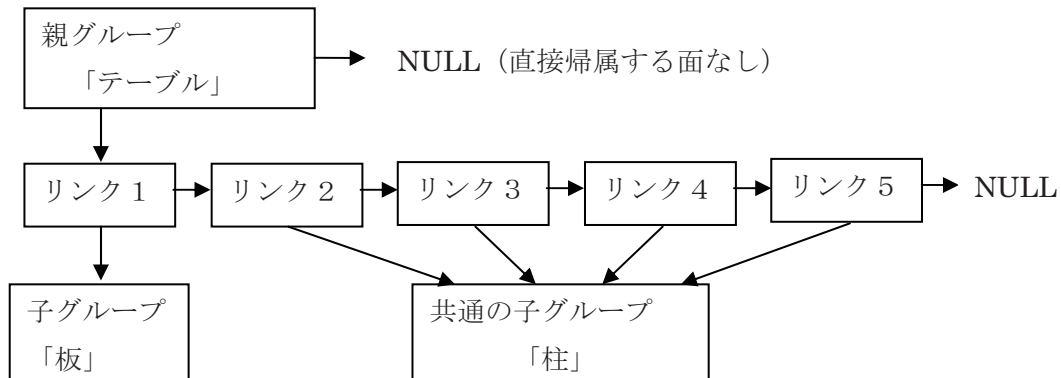 親グループ
「テーブル」
NULL（直接帰属する面なし）
リンク１
リンク２
リンク３
リンク４
リンク５
NULL
子グループ
「板」
共通の子グループ
「柱」